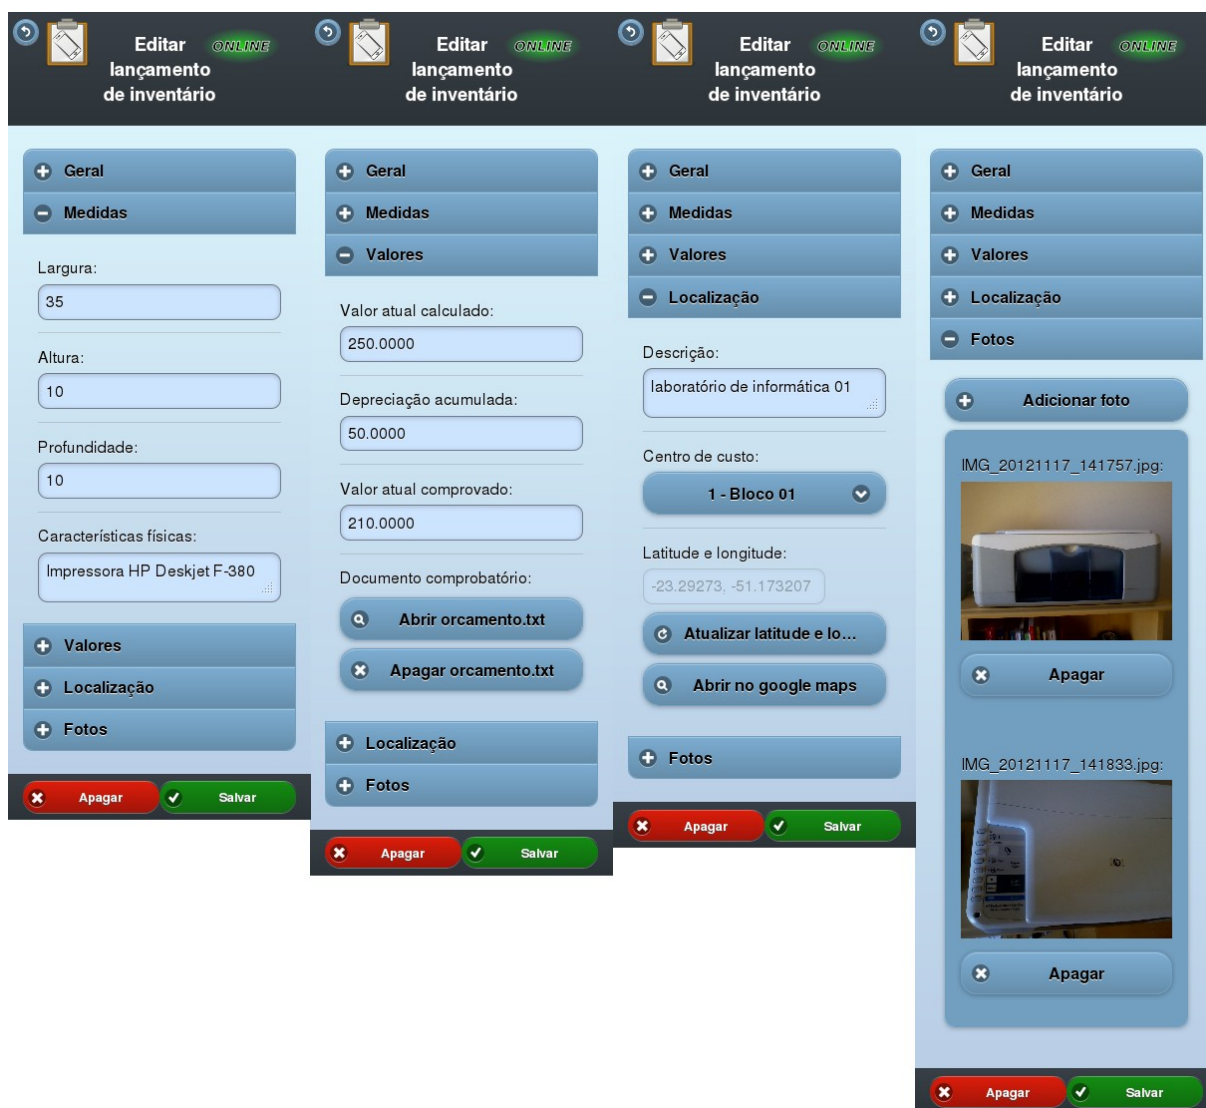 Editar
lançamento
de inventário
ONLINE
Geral
Medidas
Largura:
35
Altura:
10
Profundidade:
10
Características físicas:
Impressora HP Deskjet F-380
Valores
Localização
Fotos
Apagar
Salvar
Editar
lançamento
de inventário
ONLINE
Geral
Medidas
Valores
Valor atual calculado:
250.0000
Depreciação acumulada:
50.0000
Valor atual comprovado:
210.0000
Documento comprobatório:
Abrir orcamento.txt
Apagar orcamento.txt
Localização
Fotos
Apagar
Salvar
Editar
lançamento
de inventário
ONLINE
Geral
Medidas
Valores
Localização
Descrição:
laboratório de informática 01
Centro de custo:
1 - Bloco 01
Latitude e longitude:
-23.29273, -51.173207
Atualizar latitude e lo...
Abrir no google maps
Fotos
Apagar
Salvar
Editar
lançamento
de inventário
ONLINE
Geral
Medidas
Valores
Localização
Fotos
Adicionar foto
IMG_20121117_141757.jpg:
Apagar
IMG_20121117_141833.jpg:
Apagar
Apagar
Salvar